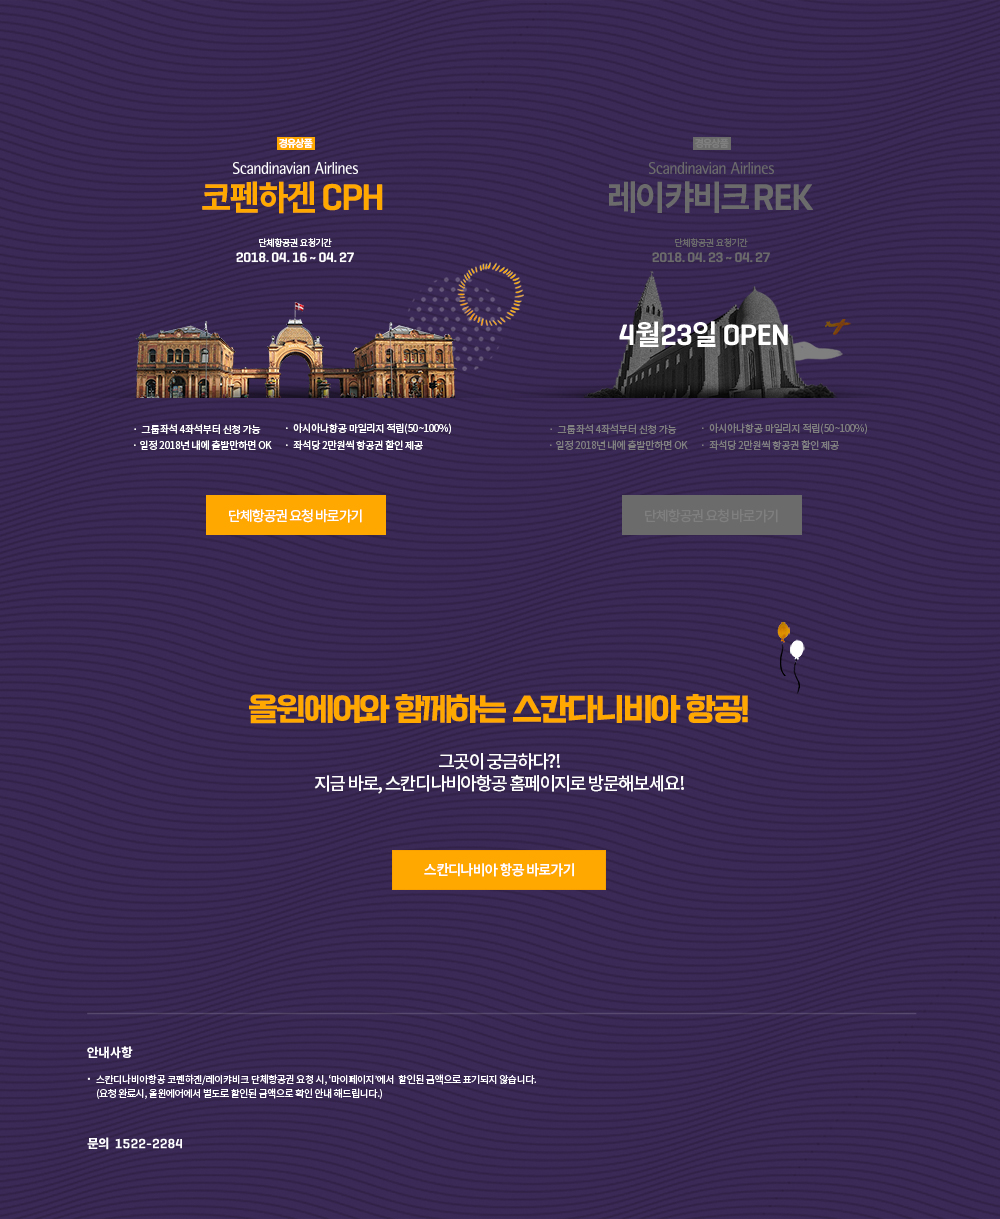 경유상품
Scandinavian Airlines
코펜하겐 CPH
단체항공권 요청기간
2018. 04. 16 ~ 04. 27
· 그룹좌석 4좌석부터 신청 가능
· 일정 2018년 내에 출발만하면 OK
· 아시아나항공 마일리지 적립(50~100%)
· 좌석당 2만원씩 항공권 할인 제공
단체항공권 요청 바로가기
경유상품
Scandinavian Airlines
레이캬비크 REK
단체항공권 요청기간
2018. 04. 23 ~ 04. 27
4월23일 OPEN
· 그룹좌석 4좌석부터 신청 가능
· 일정 2018년 내에 출발만하면 OK
· 아시아나항공 마일리지 적립(50~100%)
· 좌석당 2만원씩 항공권 할인 제공
단체항공권 요청 바로가기
올윈에어와 함께하는 스칸다니비아 항공!
그곳이 궁금하다?!
지금 바로, 스칸디나비아항공 홈페이지로 방문해보세요!
스칸디나비아 항공 바로가기
안내사항
· 스칸디나비아항공 코펜하겐/레이캬비크 단체항공권 요청 시, '마이페이지'에서 할인된 금액으로 표기되지 않습니다.
(요청 완료시, 올윈에어에서 별도로 할인된 금액으로 확인 안내 해드립니다.)
문의 1522-2284